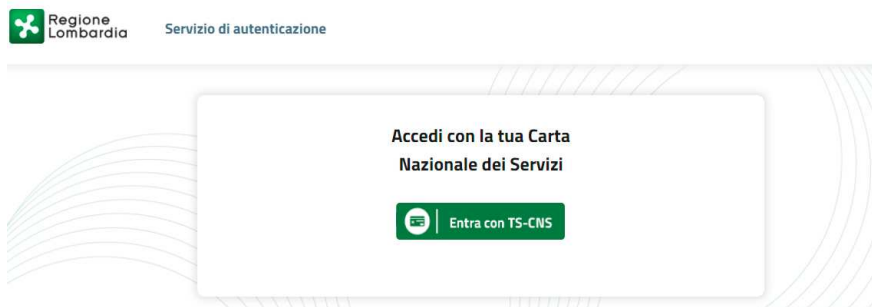 Regione
Lombardia
Servizio di autenticazione
Accedi con la tua Carta
Nazionale dei Servizi
Entra con TS-CNS